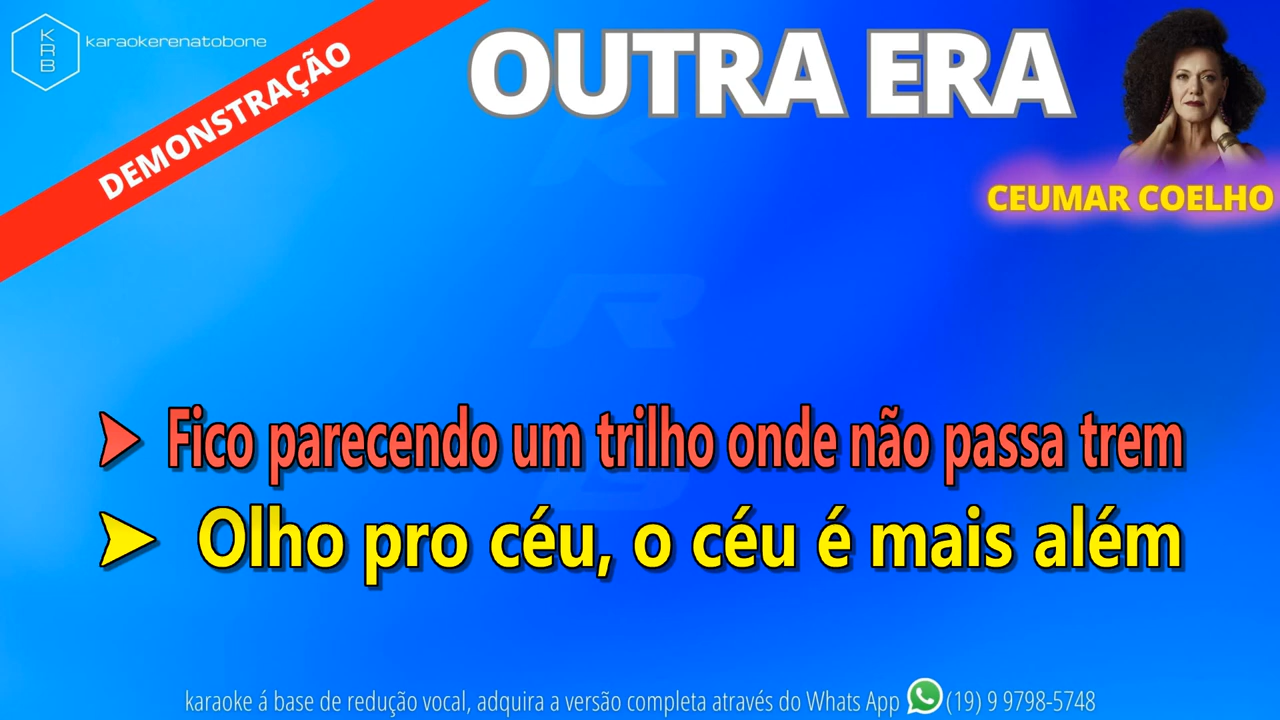 KRB
karaokerenatobone
DEMONSTRAÇÃO
OUTRA ERA
CEUMAR COELHO
KRB
Fico parecendo um trilho onde não passa trem
Olho pro céu, o céu é mais além
karaoke á base de redução vocal, adquira a versão completa através do Whats App (19) 9 9798-5748